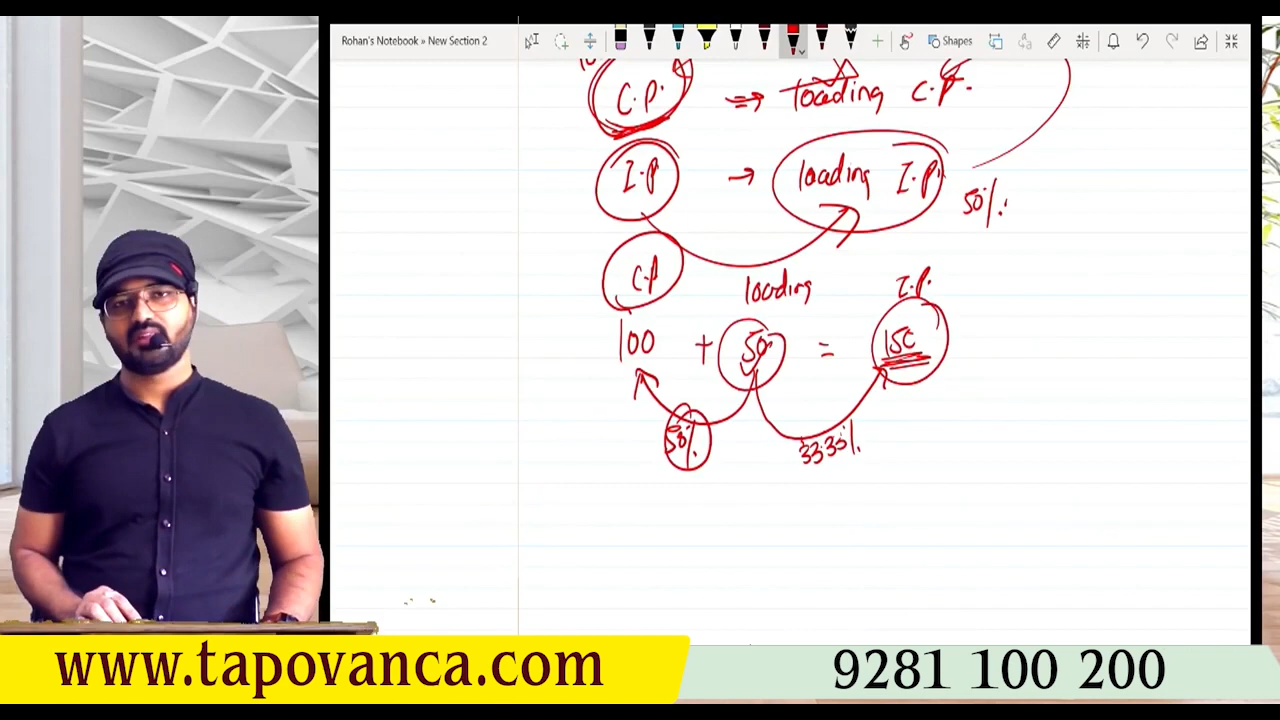 Rohan's Notebook » New Section 2
Shapes
C.P. ⇒ loading C.P.
I.P → loading I.P.
50%
C.P loading I.P.
100 + 50 = 150
50% 33.33%
www.tapovanca.com
9281 100 200